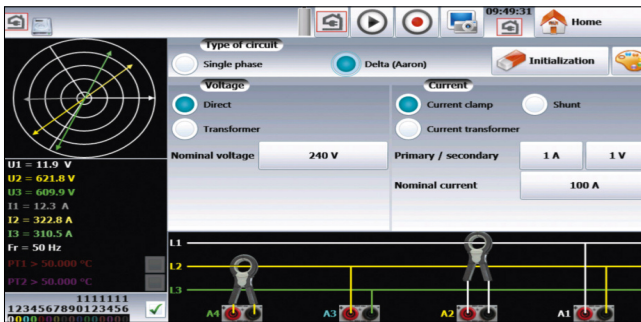 09:49:31
Home
Type of circuit
Single phase
Delta (Aaron)
Initialization
Voltage
Current
Direct
Current clamp
Shunt
Transformer
Current transformer
Nominal voltage
240 V
Primary / secondary
1 A
1 V
Nominal current
100 A
U1 = 11.9 V
U2 = 621.8 V
U3 = 609.9 V
I1 = 12.3 A
I2 = 322.8 A
I3 = 310.5 A
Fr = 50 Hz
PT1 > 50.000 °C
PT2 > 50.000 °C
1111111
1234567890123456
0000000000000000
L1
L2
L3
A4
A3
A2
A1